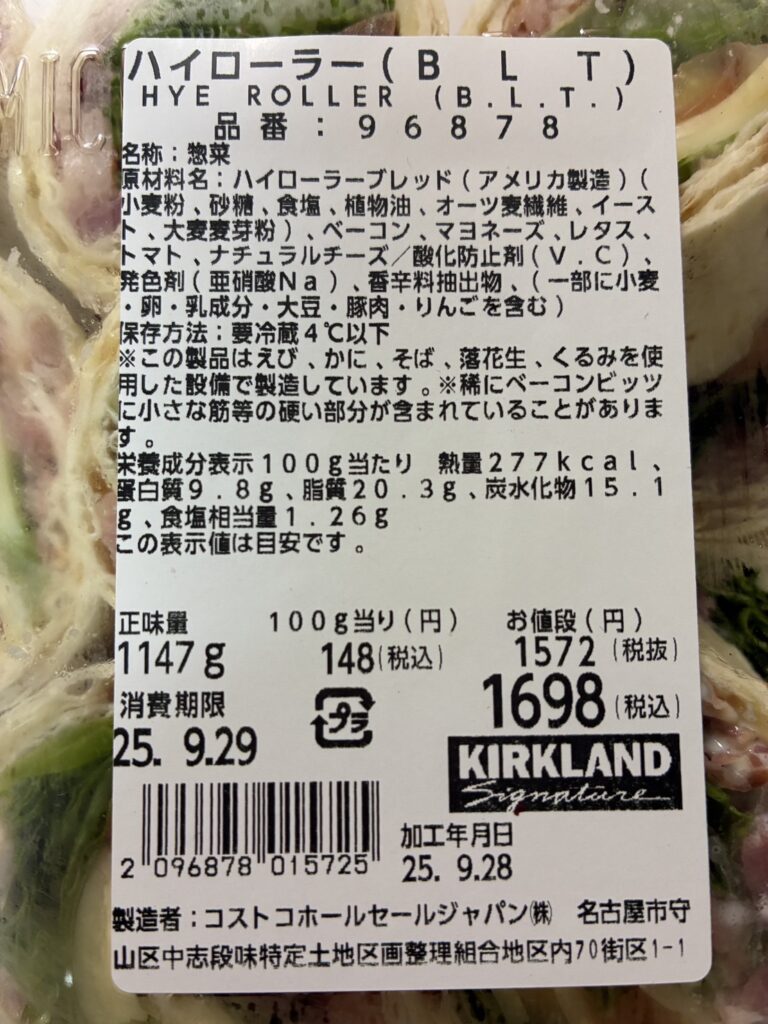 MIC
ハイローラー(B L T)
HYE ROLLER (B.L.T.)
品番:96878
名称:惣菜
原材料名:ハイローラーブレッド(アメリカ製造)(
小麦粉、砂糖、食塩、植物油、オーツ麦繊維、イース
ト、大麦麦芽粉)、ベーコン、マヨネーズ、レタス、
トマト、ナチュラルチーズ/酸化防止剤(V.C)、
発色剤(亜硝酸Na)、香辛料抽出物、(一部に小麦
・卵・乳成分・大豆・豚肉・りんごを含む)
保存方法:要冷蔵4℃以下
※この製品はえび、かに、そば、落花生、くるみを使
用した設備で製造しています。※稀にベーコンビッツ
に小さな筋等の硬い部分が含まれていることがありま
す。
栄養成分表示100g当たり 熱量277kcal、
蛋白質9.8g、脂質20.3g、炭水化物15.1
g、食塩相当量1.26g
この表示値は目安です。
正味量 100g当り(円) お値段(円)
1147g 148(税込) 1572(税抜)
消費期限 プラ 1698(税込)
25. 9.29
KIRKLAND
Signature
加工年月日
2 096878 015725 25. 9.28
製造者:コストコホールセールジャパン㈱ 名古屋市守
山区中志段味特定土地区画整理組合地区内70街区1-1